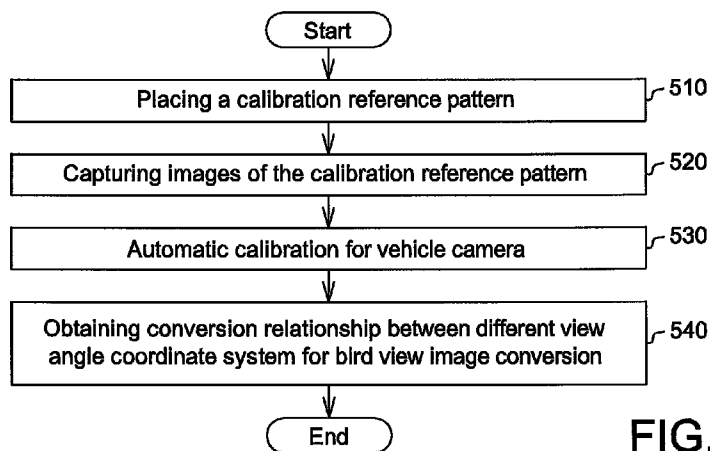 Start
Placing a calibration reference pattern
510
Capturing images of the calibration reference pattern
520
Automatic calibration for vehicle camera
530
Obtaining conversion relationship between different view
angle coordinate system for bird view image conversion
540
End
FIG.